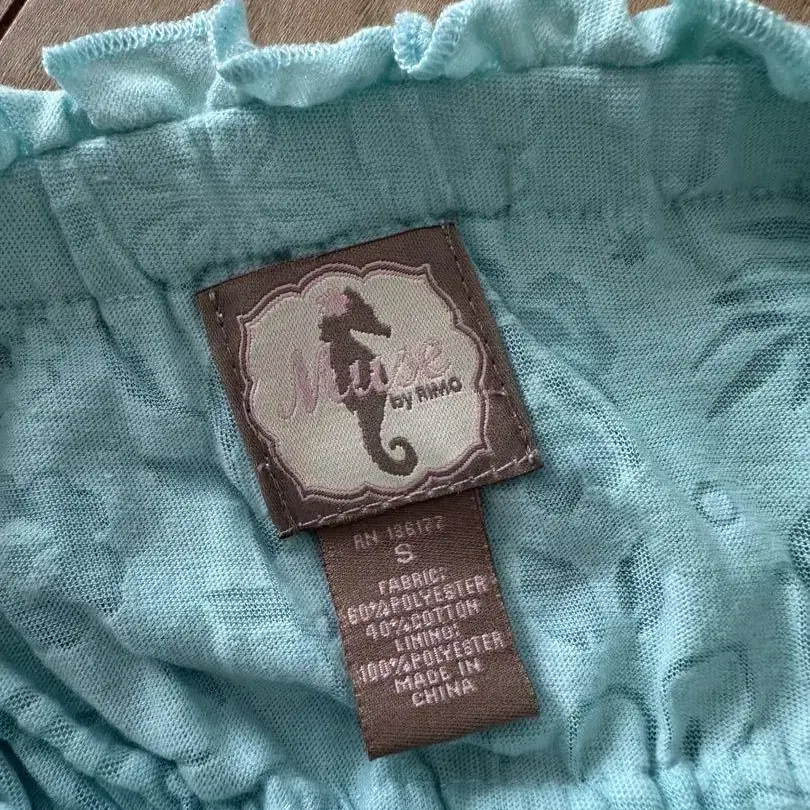 Muse
by RIMO
RN 136177
S
FABRIC:
60%POLYESTER
40%COTTON
LINING:
100%POLYESTER
MADE IN
CHINA